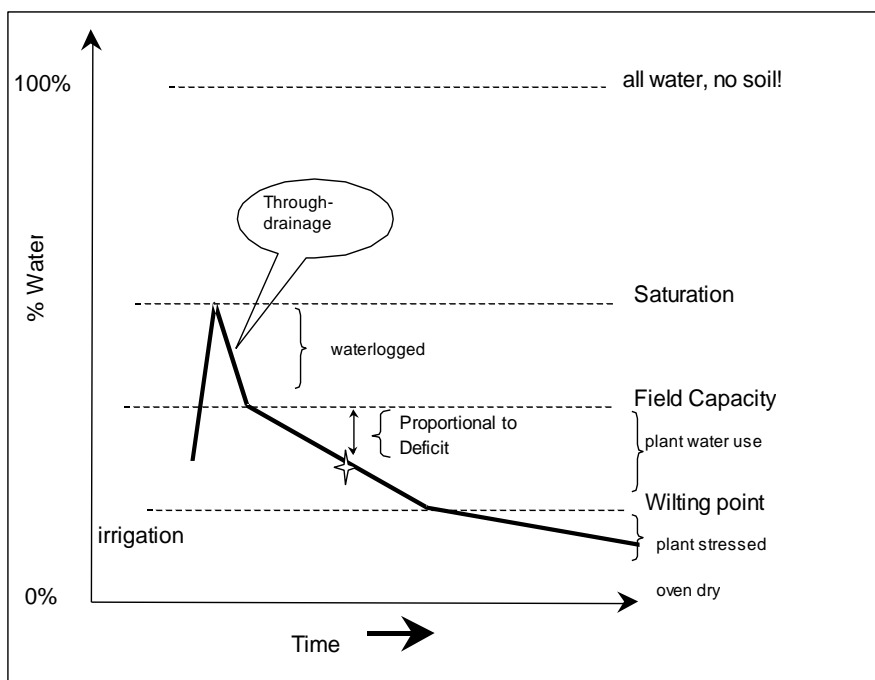 100%
all water, no soil!
Through-
drainage
% Water
Saturation
waterlogged
Field Capacity
Proportional to
Deficit
plant water use
Wilting point
irrigation
plant stressed
oven dry
0%
Time